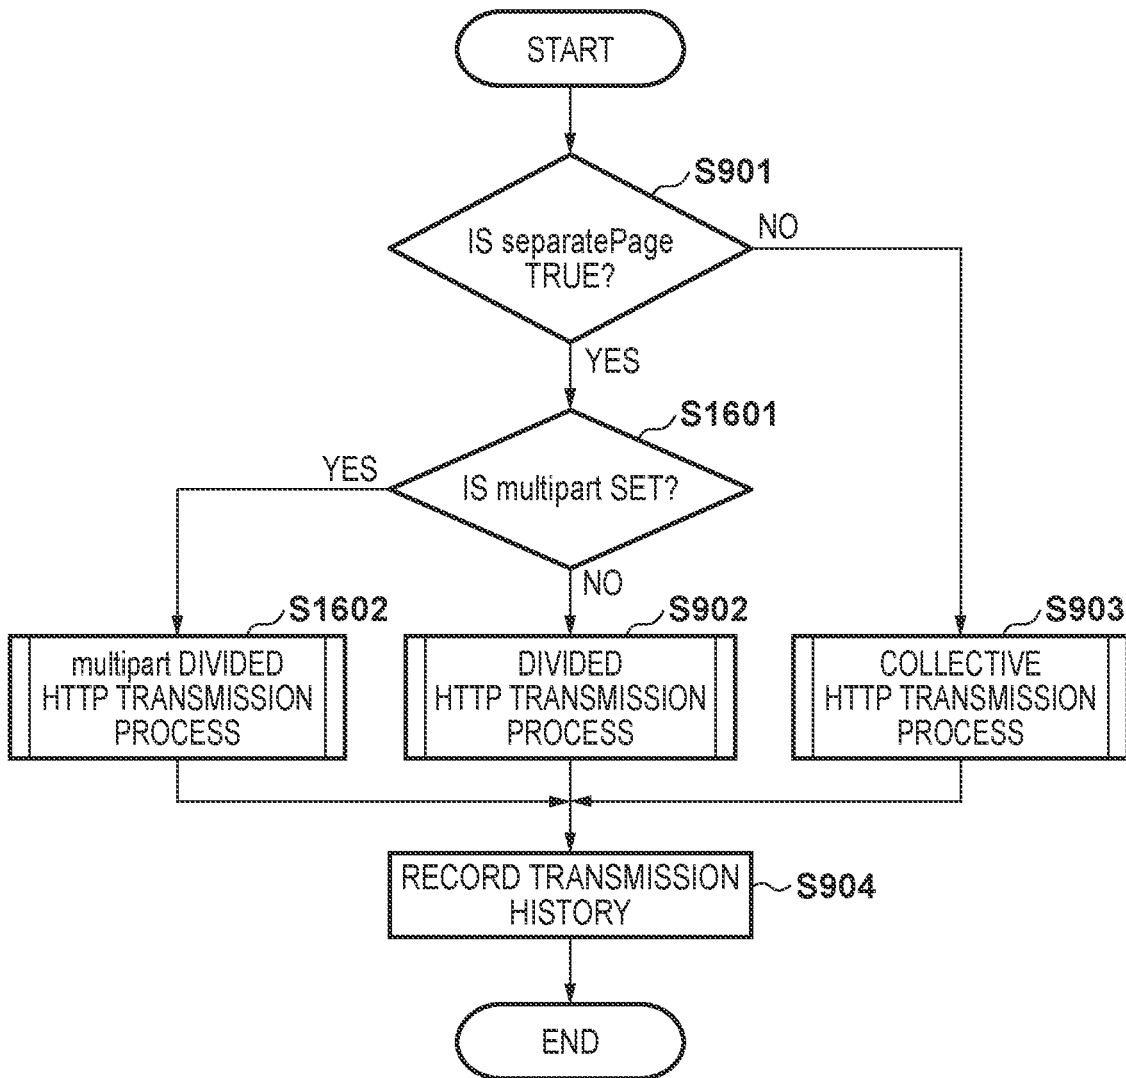 START
S901
IS separatePage
TRUE?
NO
YES
S1601
IS multipart SET?
YES
NO
S1602
multipart DIVIDED
HTTP TRANSMISSION
PROCESS
S902
DIVIDED
HTTP TRANSMISSION
PROCESS
S903
COLLECTIVE
HTTP TRANSMISSION
PROCESS
RECORD TRANSMISSION
HISTORY
S904
END